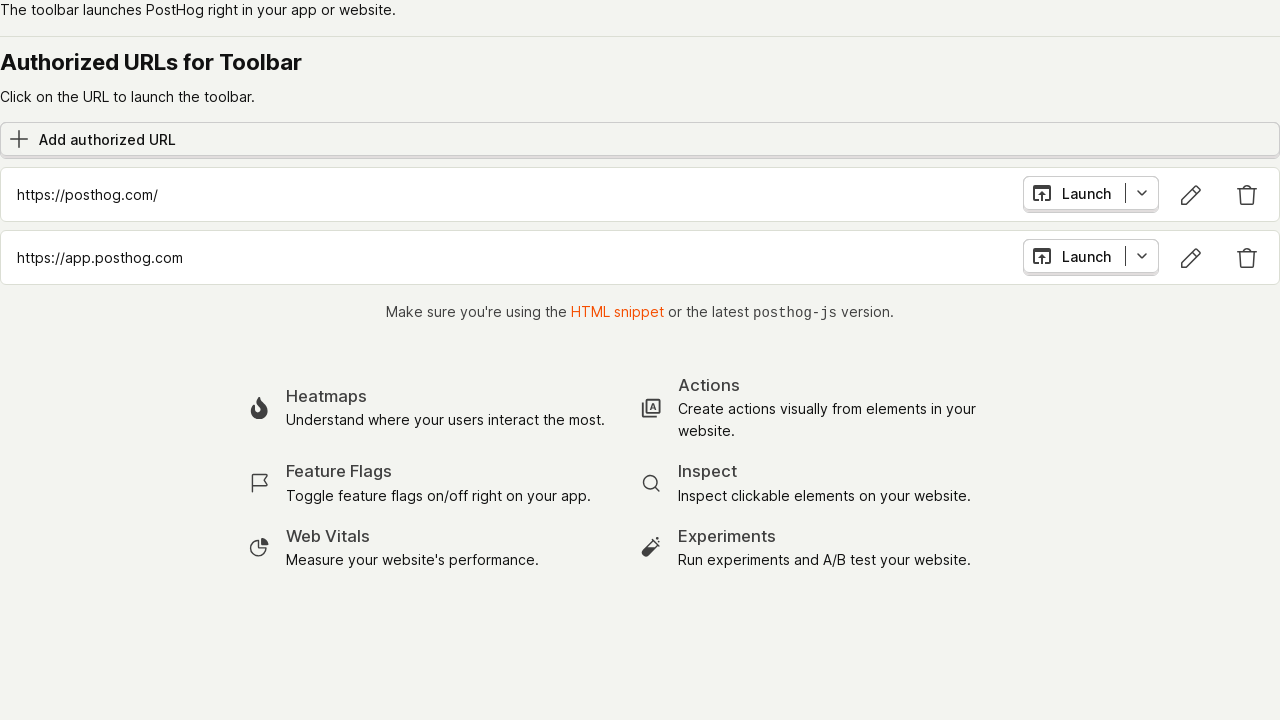 The toolbar launches PostHog right in your app or website.
Authorized URLs for Toolbar
Click on the URL to launch the toolbar.
Add authorized URL
https://posthog.com/
Launch
https://app.posthog.com
Launch
Make sure you're using the HTML snippet or the latest posthog-js version.
Heatmaps
Understand where your users interact the most.
Actions
Create actions visually from elements in your
website.
Feature Flags
Toggle feature flags on/off right on your app.
Inspect
Inspect clickable elements on your website.
Web Vitals
Measure your website's performance.
Experiments
Run experiments and A/B test your website.